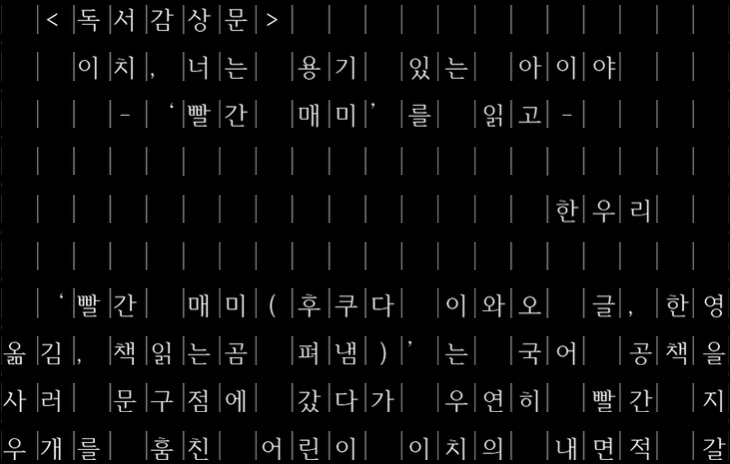 <독서감상문>
이치, 너는 용기 있는 아이야
- ‘빨간 매미’를 읽고-
한우리
‘빨간 매미(후쿠다 이와오 글, 한영
옮김, 책읽는곰 펴냄)’는 국어 공책을
사러 문구점에 갔다가 우연히 빨간 지
우개를 훔친 어린이 이치의 내면적 갈